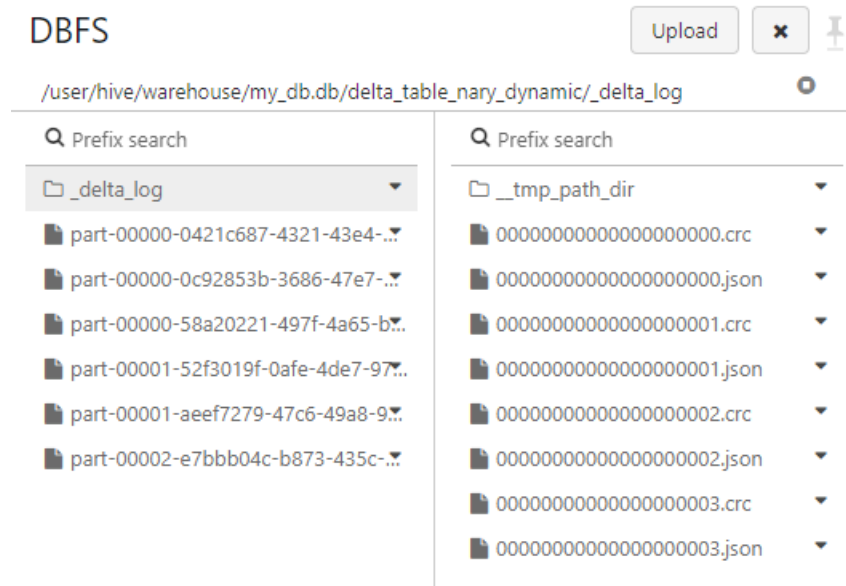 DBFS
Upload
/user/hive/warehouse/my_db.db/delta_table_nary_dynamic/_delta_log
Prefix search
_delta_log
part-00000-0421c687-4321-43e4-...
part-00000-0c92853b-3686-47e7-...
part-00000-58a20221-497f-4a65-b...
part-00001-52f3019f-0afe-4de7-97...
part-00001-aeef7279-47c6-49a8-9...
part-00002-e7bbb04c-b873-435c-...
Prefix search
__tmp_path_dir
00000000000000000000.crc
00000000000000000000.json
00000000000000000001.crc
00000000000000000001.json
00000000000000000002.crc
00000000000000000002.json
00000000000000000003.crc
00000000000000000003.json